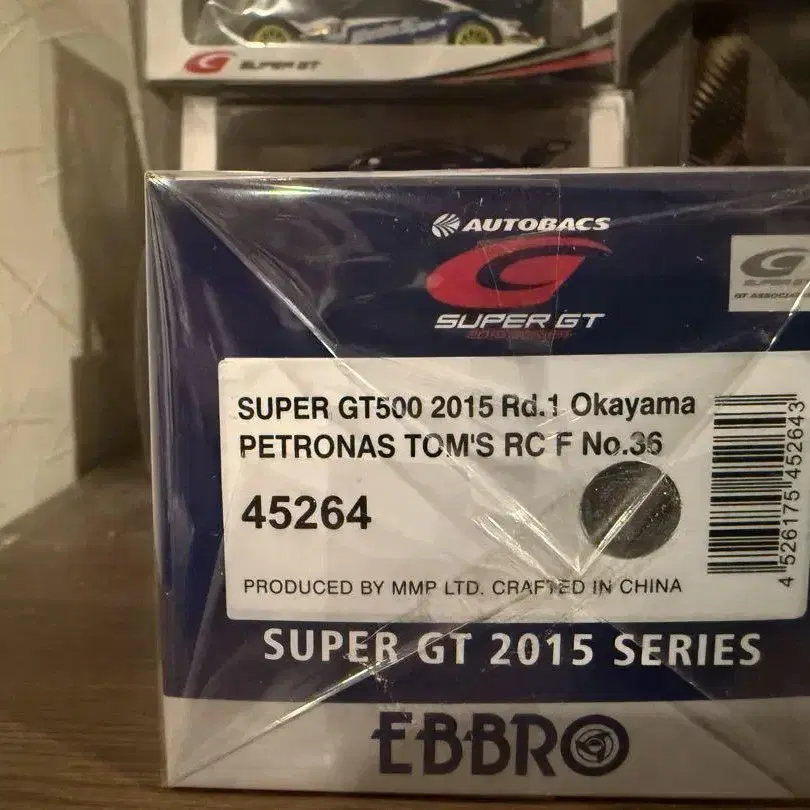 SUPER GT
AUTOBACS
SUPER GT
SUPER GT500 2015 Rd.1 Okayama
PETRONAS TOM'S RC F No.36
45264
4 526175 452643
PRODUCED BY MMP LTD. CRAFTED IN CHINA
SUPER GT 2015 SERIES
EBBRO